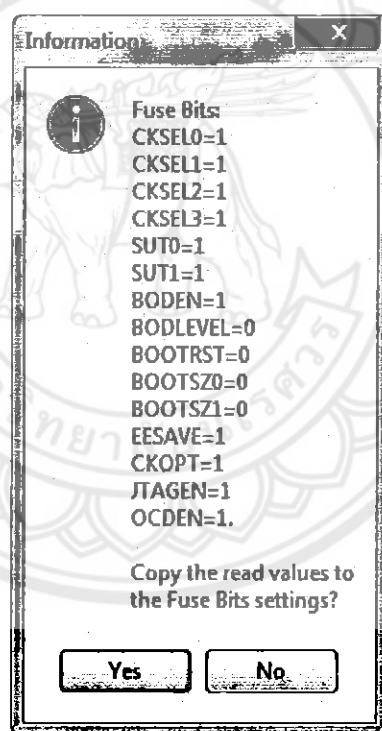 Information
X
Fuse Bits:
CKSEL0=1
CKSEL1=1
CKSEL2=1
CKSEL3=1
SUT0=1
SUT1=1
BODEN=1
BODLEVEL=0
BOOTRST=0
BOOTSZ0=0
BOOTSZ1=0
EESAVE=1
CKOPT=1
JTAGEN=1
OCDEN=1.
Copy the read values to
the Fuse Bits settings?
Yes
No